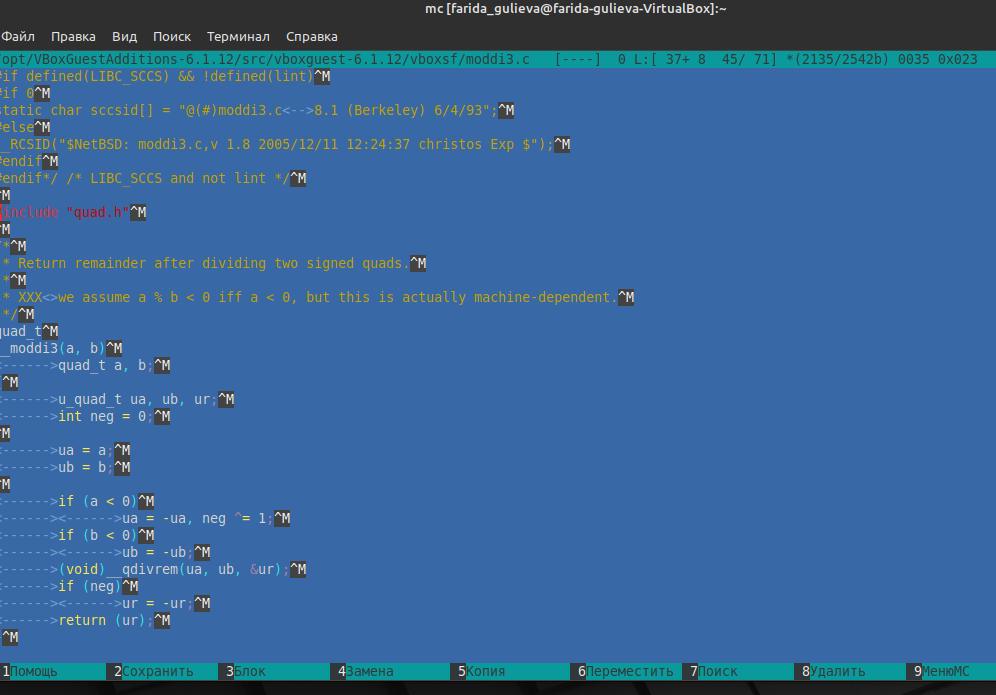 mc [farida_gulieva@farida-gulieva-VirtualBox]:~
Файл Правка Вид Поиск Терминал Справка
/opt/VBoxGuestAdditions-6.1.12/src/vboxguest-6.1.12/vboxsf/moddi3.c [----] 0 L:[ 37+ 8 45/ 71] *(2135/2542b) 0035 0x023
#if defined(LIBC_SCCS) && !defined(lint)^M
#if 0^M
static char sccsid[] = "@(#)moddi3.c<-->8.1 (Berkeley) 6/4/93";^M
#else^M
__RCSID("$NetBSD: moddi3.c,v 1.8 2005/12/11 12:24:37 christos Exp $");^M
#endif^M
#endif*/ /* LIBC_SCCS and not lint */^M
^M
#include "quad.h"^M
^M
/*^M
 * Return remainder after dividing two signed quads.^M
 *^M
 * XXX<>we assume a % b < 0 iff a < 0, but this is actually machine-dependent.^M
 */^M
quad_t^M
__moddi3(a, b)^M
<------>quad_t a, b;^M
{^M
<------>u_quad_t ua, ub, ur;^M
<------>int neg = 0;^M
^M
<------>ua = a;^M
<------>ub = b;^M
^M
<------>if (a < 0)^M
<------><------>ua = -ua, neg ^= 1;^M
<------>if (b < 0)^M
<------><------>ub = -ub;^M
<------>(void)__qdivrem(ua, ub, &ur);^M
<------>if (neg)^M
<------><------>ur = -ur;^M
<------>return (ur);^M
}^M
1Помощь 2Сохранить 3Блок 4Замена 5Копия 6Переместить 7Поиск 8Удалить 9МенюМС